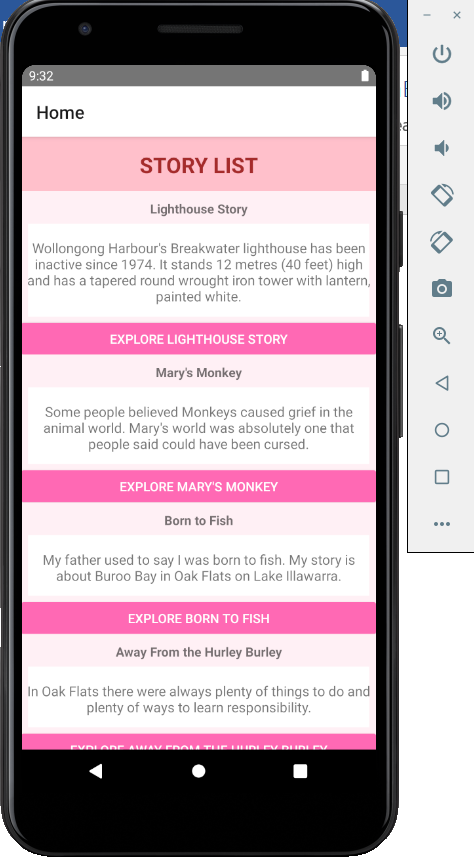 9:32
Home
STORY LIST
Lighthouse Story
Wollongong Harbour's Breakwater lighthouse has been
inactive since 1974. It stands 12 metres (40 feet) high
and has a tapered round wrought iron tower with lantern,
painted white.
EXPLORE LIGHTHOUSE STORY
Mary's Monkey
Some people believed Monkeys caused grief in the
animal world. Mary's world was absolutely one that
people said could have been cursed.
EXPLORE MARY'S MONKEY
Born to Fish
My father used to say I was born to fish. My story is
about Buroo Bay in Oak Flats on Lake Illawarra.
EXPLORE BORN TO FISH
Away From the Hurley Burley
In Oak Flats there were always plenty of things to do and
plenty of ways to learn responsibility.
EXPLORE AWAY FROM THE HURLEY BURLEY